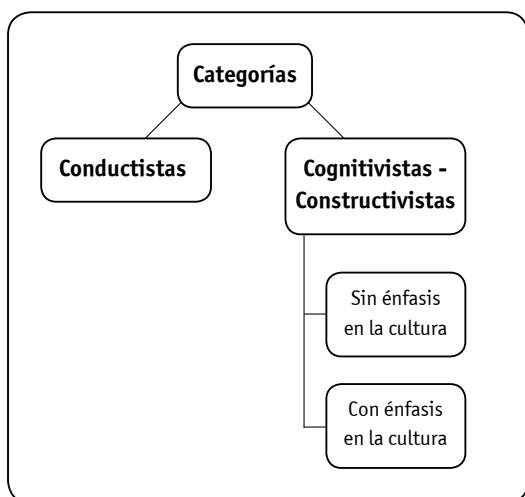 Categorías
Conductistas
Cognitivistas -
Constructivistas
Sin énfasis
en la cultura
Con énfasis
en la cultura